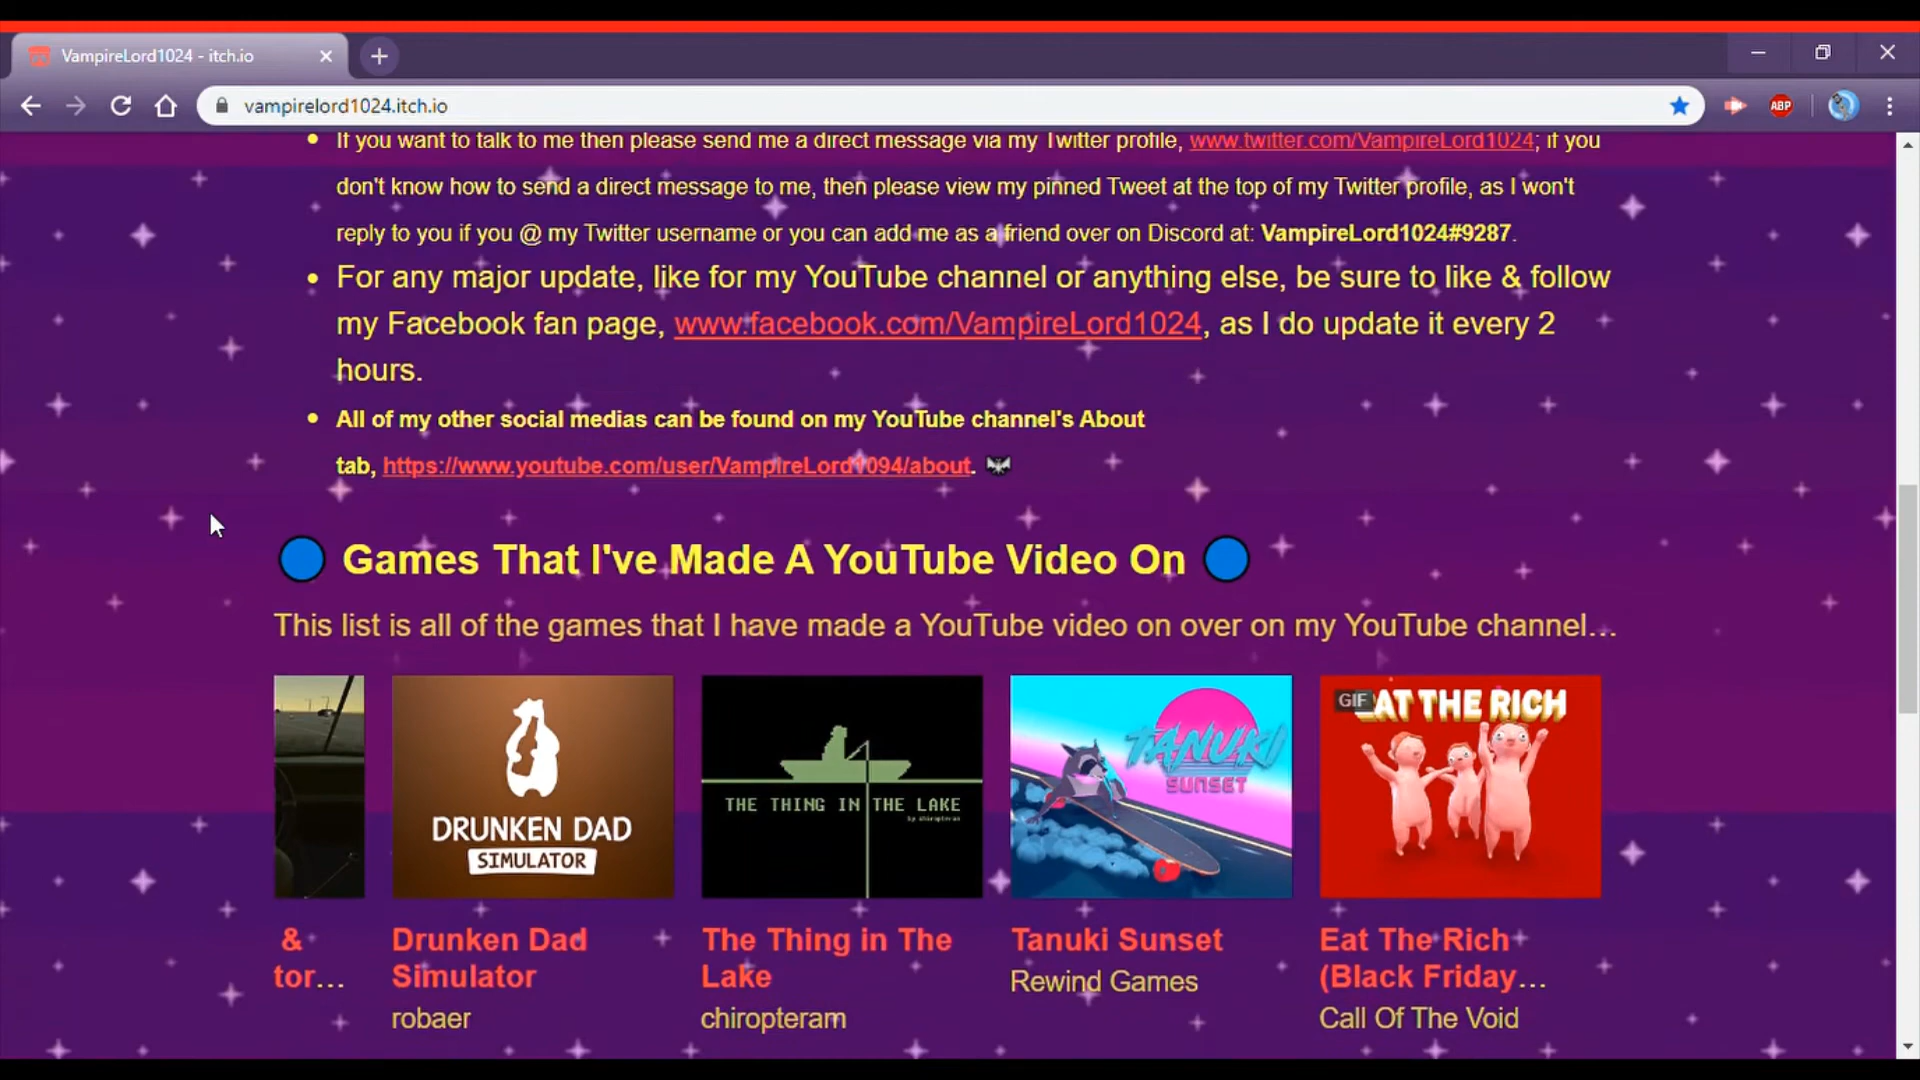 VampireLord1024 - itch.io
vampirelord1024.itch.io
ABP
If you want to talk to me then please send me a direct message via my Twitter profile, www.twitter.com/VampireLord1024; if you
don't know how to send a direct message to me, then please view my pinned Tweet at the top of my Twitter profile, as I won't
reply to you if you @ my Twitter username or you can add me as a friend over on Discord at: VampireLord1024#9287.
For any major update, like for my YouTube channel or anything else, be sure to like & follow
my Facebook fan page, www.facebook.com/VampireLord1024, as I do update it every 2
hours.
All of my other social medias can be found on my YouTube channel's About
tab, https://www.youtube.com/user/VampireLord1094/about.
Games That I've Made A YouTube Video On
This list is all of the games that I have made a YouTube video on over on my YouTube channel...
DRUNKEN DAD
SIMULATOR
THE THING IN THE LAKE
by chiropteram
TANUKI
SUNSET
GIF
EAT THE RICH
& tor...
Drunken Dad
Simulator
robaer
The Thing in The
Lake
chiropteram
Tanuki Sunset
Rewind Games
Eat The Rich
(Black Friday...
Call Of The Void